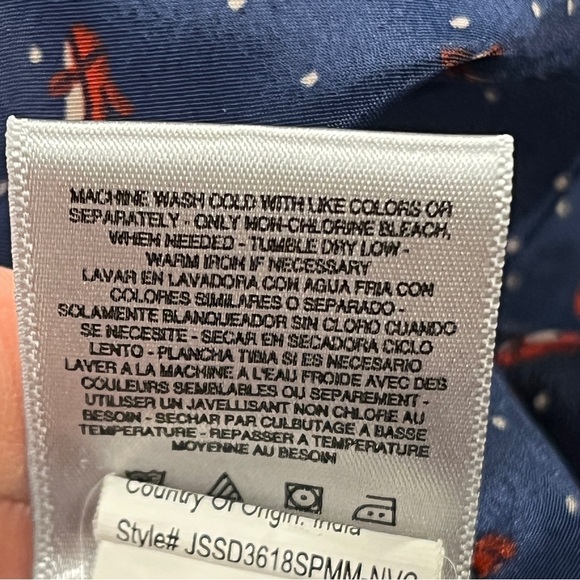 MACHINE WASH COLD WITH LIKE COLORS OR
SEPARATELY - ONLY NON-CHLORINE BLEACH,
WHEN NEEDED - TUMBLE DRY LOW -
WARM IRON IF NECESSARY
LAVAR EN LAVADORA CON AGUA FRIA CON
COLORES SIMILARES O SEPARADO -
SOLAMENTE BLANQUEADOR SIN CLORO CUANDO
SE NECESITE - SECAR EN SECADORA CICLO
LENTO - PLANCHA TIBIA SI ES NECESARIO
LAVER A LA MACHINE A L'EAU FROIDE AVEC DES
COULEURS SEMBLABLES OU SEPAREMENT -
UTILISER UN JAVELLISANT NON CHLORE AU
BESOIN - SECHAR PAR CULBUTAGE A BASSE
TEMPERATURE - REPASSER A TEMPERATURE
MOYENNE AU BESOIN
Country Of Origin: India
Style# JSSD3618SPMM-NVC